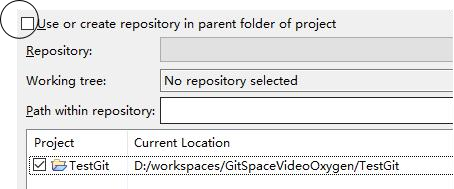 Use or create repository in parent folder of project
Repository:
Working tree: No repository selected
Path within repository:
Project Current Location
TestGit D:/workspaces/GitSpaceVideoOxygen/TestGit